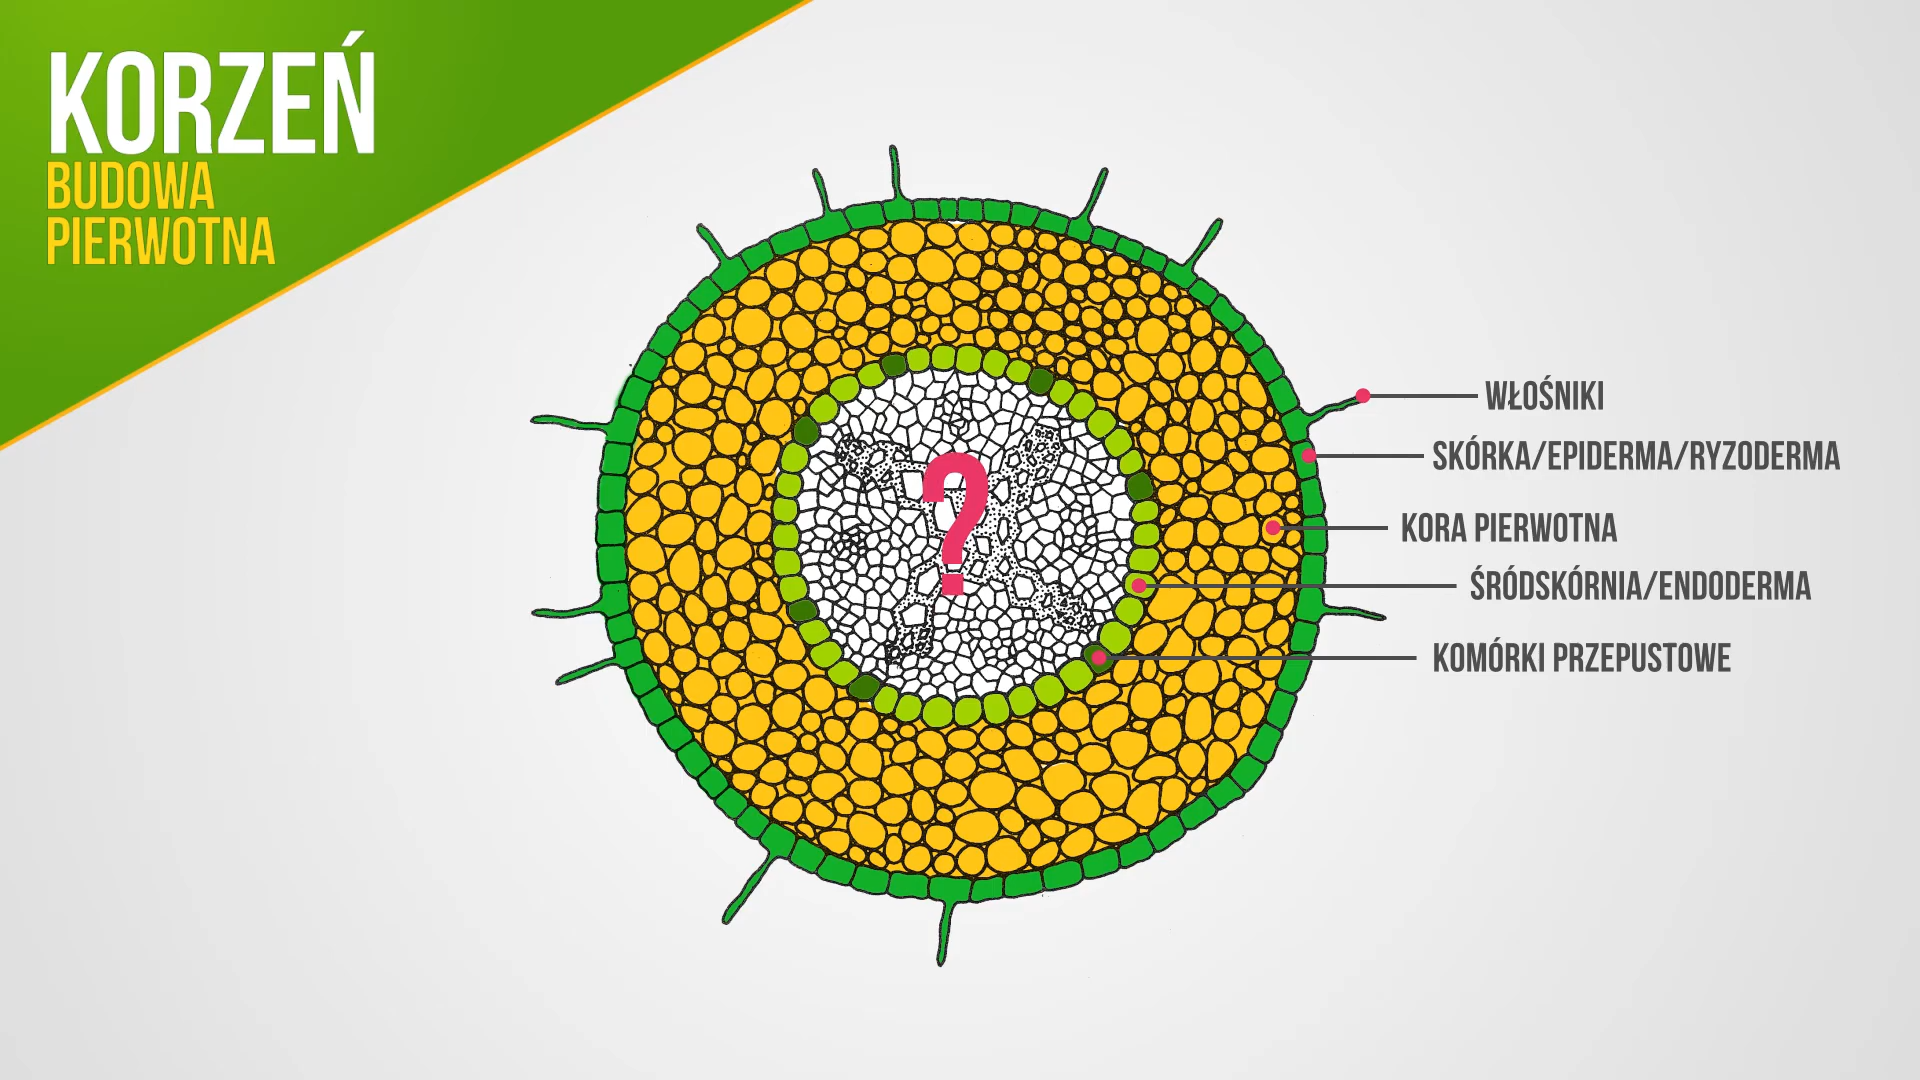 KORZEŃ
BUDOWA
PIERWOTNA
?
WŁOŚNIKI
SKÓRKA/EPIDERMA/RYZODERMA
KORA PIERWOTNA
ŚRÓDSKÓRNIA/ENDODERMA
KOMÓRKI PRZEPUSTOWE